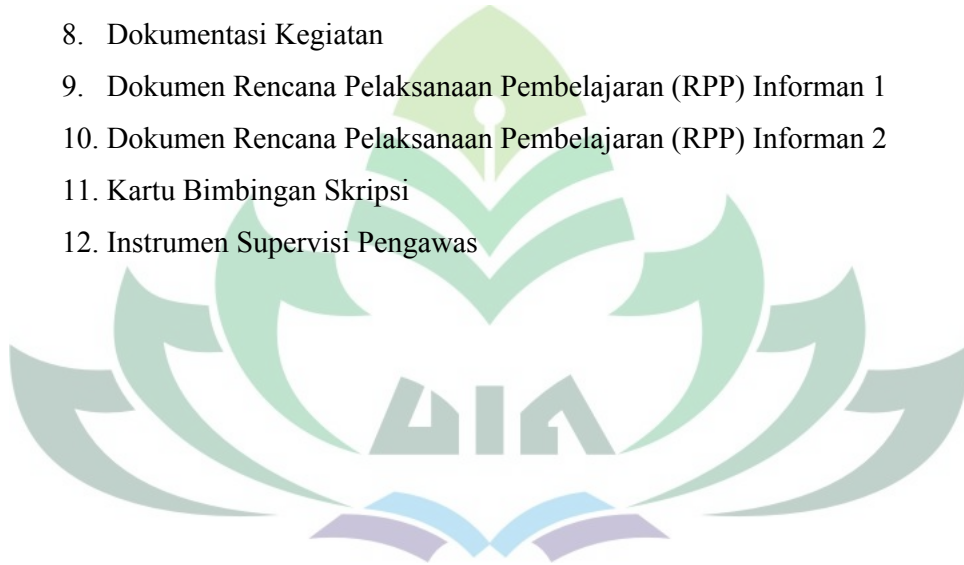 8. Dokumentasi Kegiatan
9. Dokumen Rencana Pelaksanaan Pembelajaran (RPP) Informan 1
10. Dokumen Rencana Pelaksanaan Pembelajaran (RPP) Informan 2
11. Kartu Bimbingan Skripsi
12. Instrumen Supervisi Pengawas
UIN